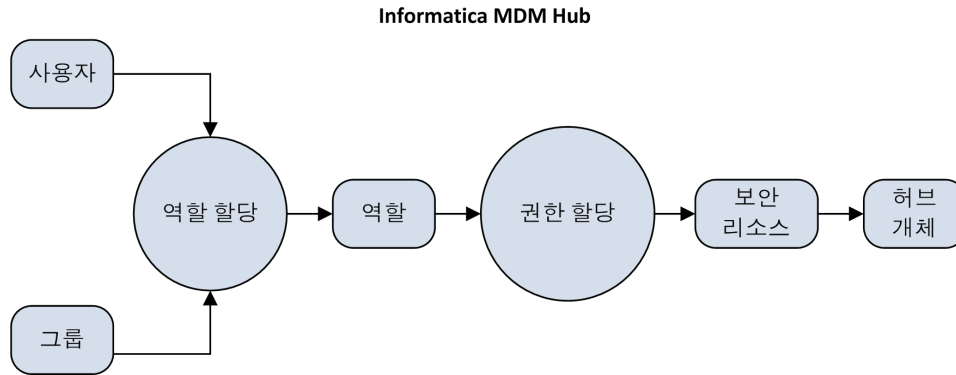 Informatica MDM Hub
사용자
역할 할당
역할
권한 할당
보안
리소스
허브
개체
그룹